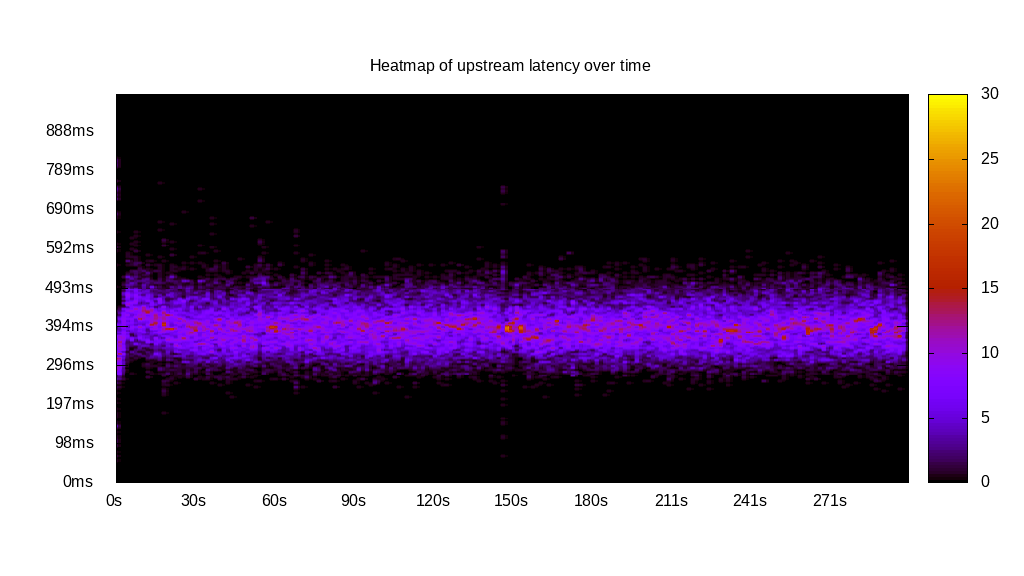 Heatmap of upstream latency over time
888ms
789ms
690ms
592ms
493ms
394ms
296ms
197ms
98ms
0ms
0s 30s 60s 90s 120s 150s 180s 211s 241s 271s
30
25
20
15
10
5
0